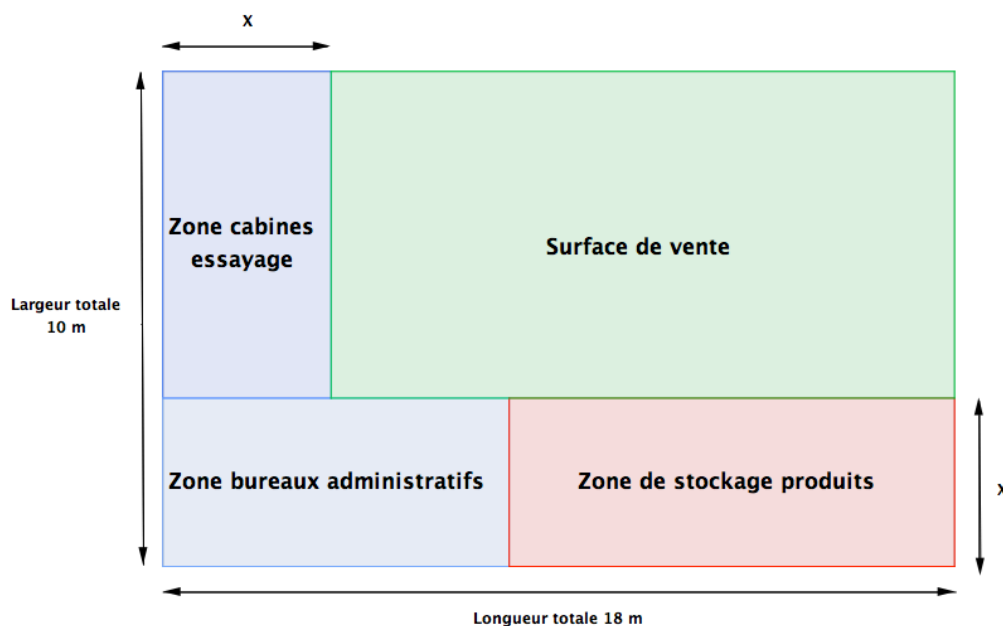 X
Zone cabines
essayage
Surface de vente
Largeur totale
10 m
Zone bureaux administratifs
Zone de stockage produits
X
Longueur totale 18 m